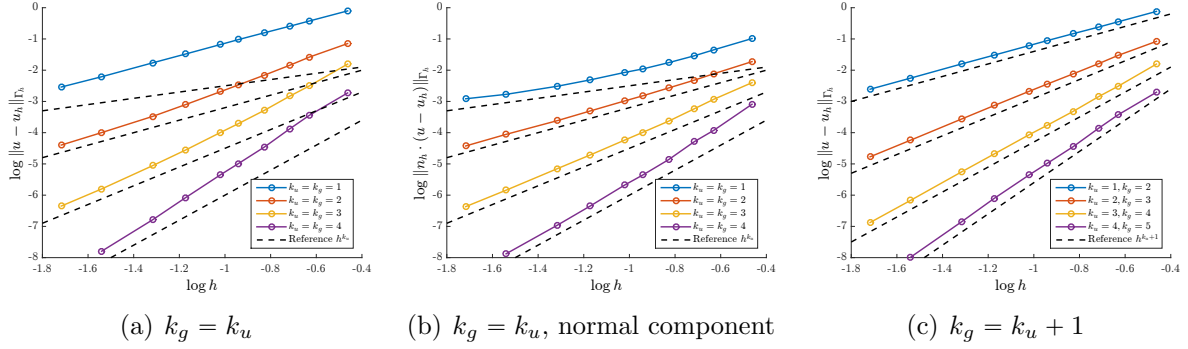 0
-1
-2
-3
-4
-5
-6
-7
-8
-1.8 -1.6 -1.4 -1.2 -1 -0.8 -0.6 -0.4
log h
log ‖u − u_h‖_{Γ_h}
k_u = k_g = 1
k_u = k_g = 2
k_u = k_g = 3
k_u = k_g = 4
Reference h^{k_u}
(a) k_g = k_u
0
-1
-2
-3
-4
-5
-6
-7
-8
-1.8 -1.6 -1.4 -1.2 -1 -0.8 -0.6 -0.4
log h
log ‖n_h · (u − u_h)‖_{Γ_h}
k_u = k_g = 1
k_u = k_g = 2
k_u = k_g = 3
k_u = k_g = 4
Reference h^{k_u}
(b) k_g = k_u, normal component
0
-1
-2
-3
-4
-5
-6
-7
-8
-1.8 -1.6 -1.4 -1.2 -1 -0.8 -0.6 -0.4
log h
log ‖u − u_h‖_{Γ_h}
k_u = 1, k_g = 2
k_u = 2, k_g = 3
k_u = 3, k_g = 4
k_u = 4, k_g = 5
Reference h^{k_u+1}
(c) k_g = k_u + 1